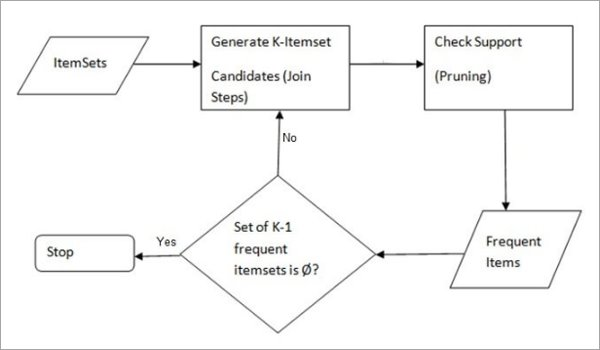 ItemSets
Generate K-Itemset
Candidates (Join
Steps)
Check Support
(Pruning)
No
Set of K-1
frequent
itemsets is Ø?
Yes
Stop
Frequent
Items